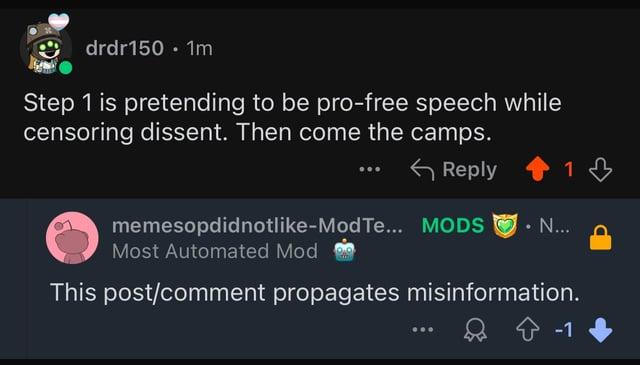 drdr150 • 1m
Step 1 is pretending to be pro-free speech while
censoring dissent. Then come the camps.
... Reply 1
memesopdidnotlike-ModTe... MODS • N...
Most Automated Mod
This post/comment propagates misinformation.
... -1